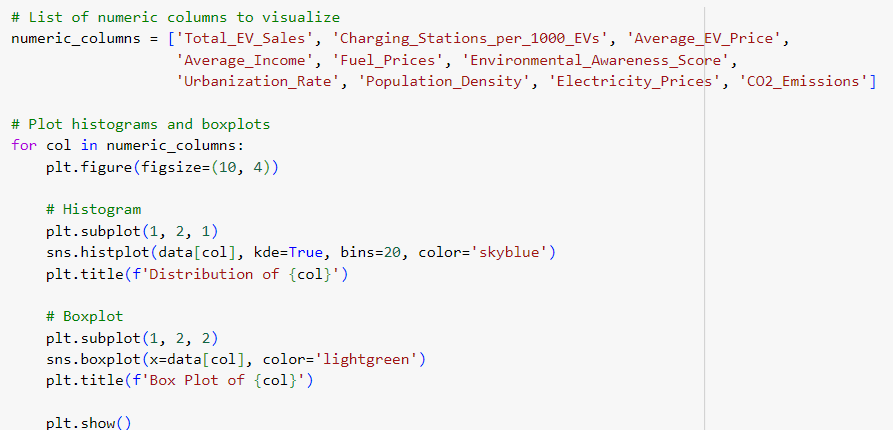 # List of numeric columns to visualize
numeric_columns = ['Total_EV_Sales', 'Charging_Stations_per_1000_EVs', 'Average_EV_Price',
                   'Average_Income', 'Fuel_Prices', 'Environmental_Awareness_Score',
                   'Urbanization_Rate', 'Population_Density', 'Electricity_Prices', 'CO2_Emissions']

# Plot histograms and boxplots
for col in numeric_columns:
    plt.figure(figsize=(10, 4))

    # Histogram
    plt.subplot(1, 2, 1)
    sns.histplot(data[col], kde=True, bins=20, color='skyblue')
    plt.title(f'Distribution of {col}')

    # Boxplot
    plt.subplot(1, 2, 2)
    sns.boxplot(x=data[col], color='lightgreen')
    plt.title(f'Box Plot of {col}')

    plt.show()